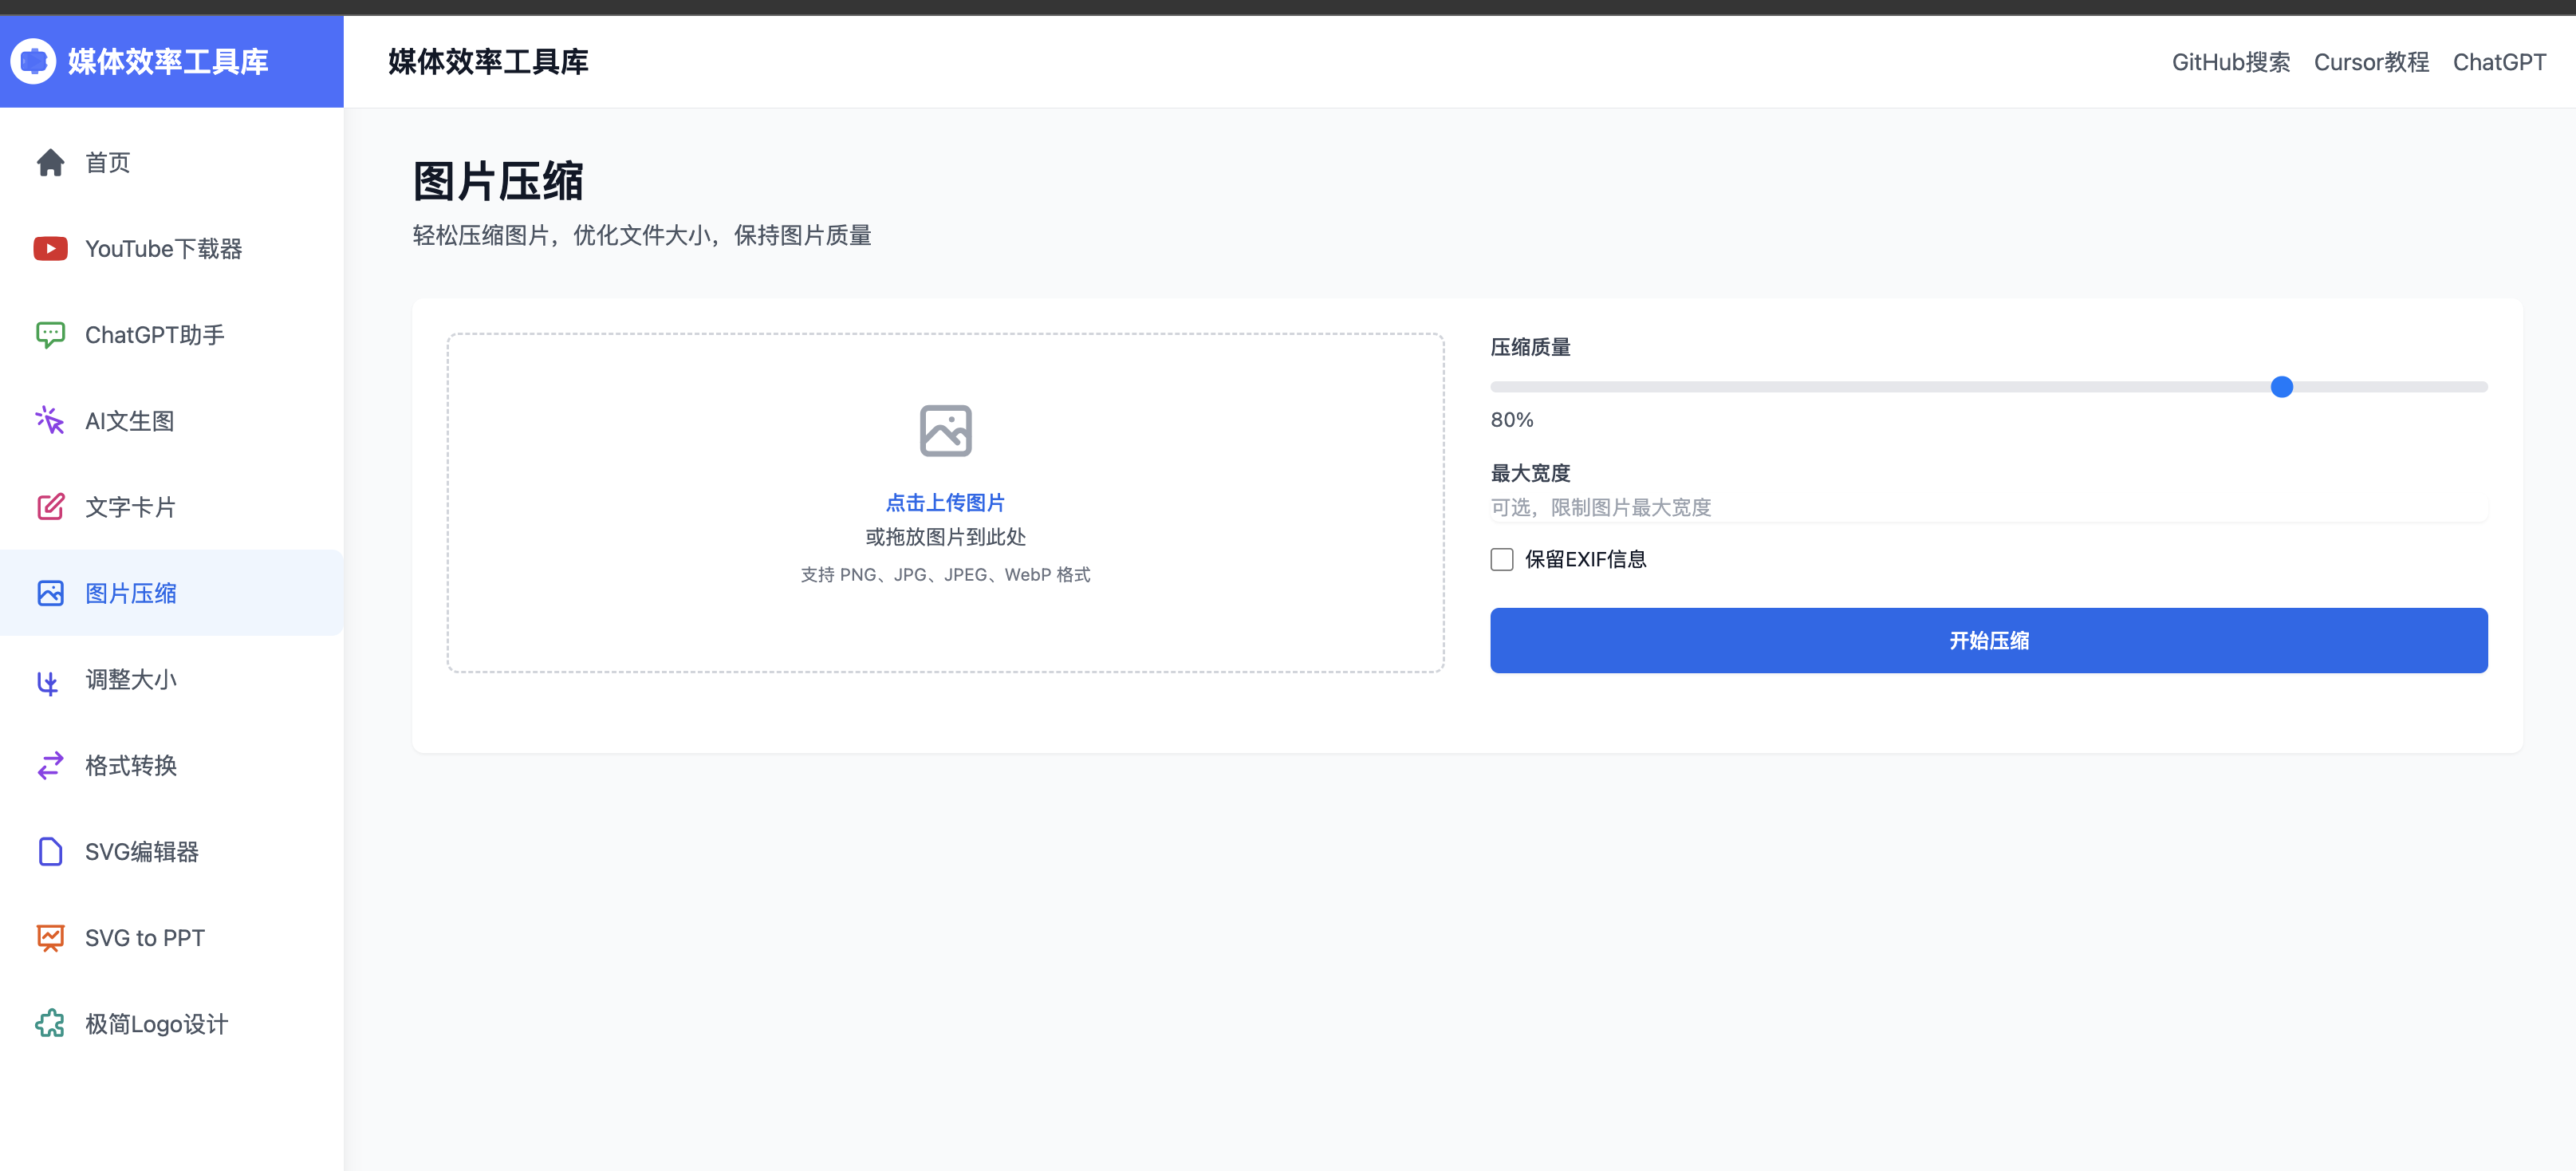 媒体效率工具库
媒体效率工具库
GitHub搜索 Cursor教程 ChatGPT
首页
YouTube下载器
ChatGPT助手
AI文生图
文字卡片
图片压缩
调整大小
格式转换
SVG编辑器
SVG to PPT
极简Logo设计
图片压缩
轻松压缩图片，优化文件大小，保持图片质量
点击上传图片
或拖放图片到此处
支持 PNG、JPG、JPEG、WebP 格式
压缩质量
80%
最大宽度
可选，限制图片最大宽度
保留EXIF信息
开始压缩